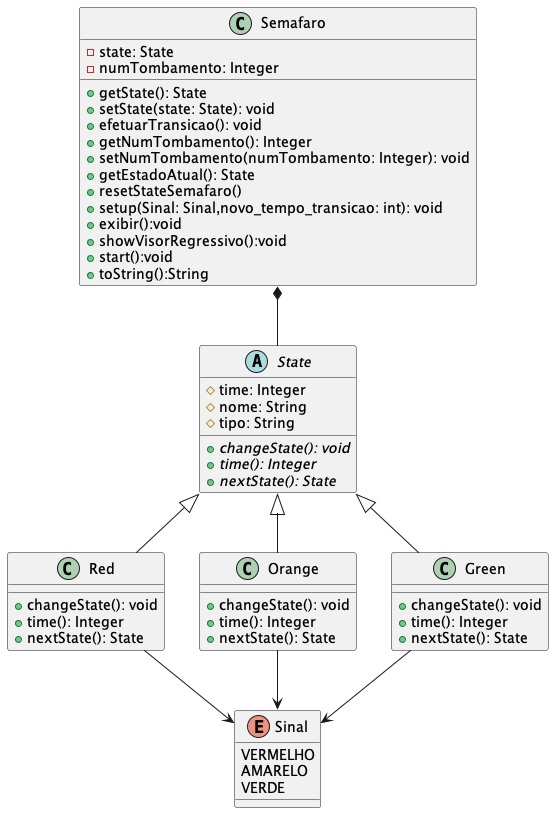 C Semafaro
state: State
numTombamento: Integer
getState(): State
setState(state: State): void
efetuarTransicao(): void
getNumTombamento(): Integer
setNumTombamento(numTombamento: Integer): void
getEstadoAtual(): State
resetStateSemafaro()
setup(Sinal: Sinal,novo_tempo_transicao: int): void
exibir():void
showVisorRegressivo():void
start():void
toString():String
A State
time: Integer
nome: String
tipo: String
changeState(): void
time(): Integer
nextState(): State
C Red
changeState(): void
time(): Integer
nextState(): State
C Orange
changeState(): void
time(): Integer
nextState(): State
C Green
changeState(): void
time(): Integer
nextState(): State
E Sinal
VERMELHO
AMARELO
VERDE